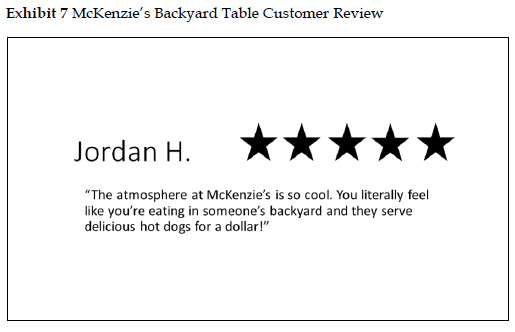 Exhibit 7 McKenzie's Backyard Table Customer Review
Jordan H.
"The atmosphere at McKenzie's is so cool. You literally feel
like you're eating in someone's backyard and they serve
delicious hot dogs for a dollar!"